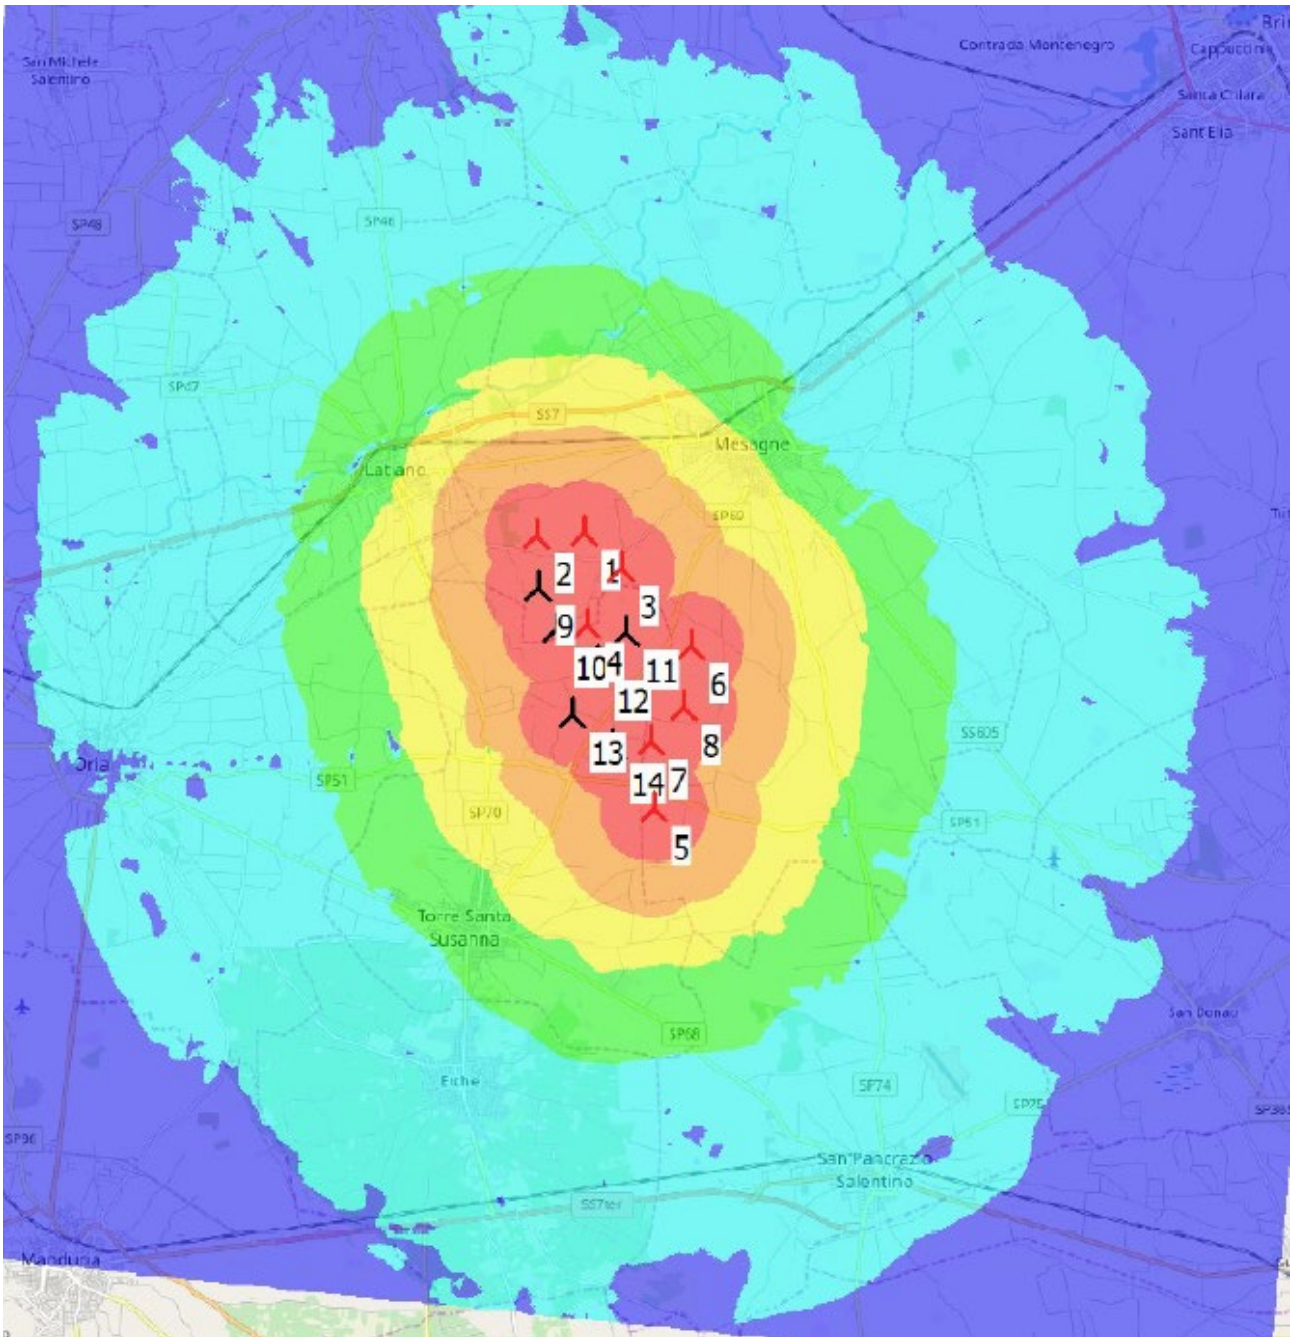 Contrada Montenegro
Cappuccini
San Michele
Salentino
Santa Chiara
Sant'Elia
SP48
SP46
SP47
SS7
Mesagne
Latiano
2
1
3
9
10
4
11
6
12
13
8
14
7
5
SS605
Oria
SP51
SP70
SP51
Torre Santa
Susanna
San Donaci
SP68
Erchie
SP74
SP75
SP96
San Pancrazio
Salentino
SS7ter
Manduria